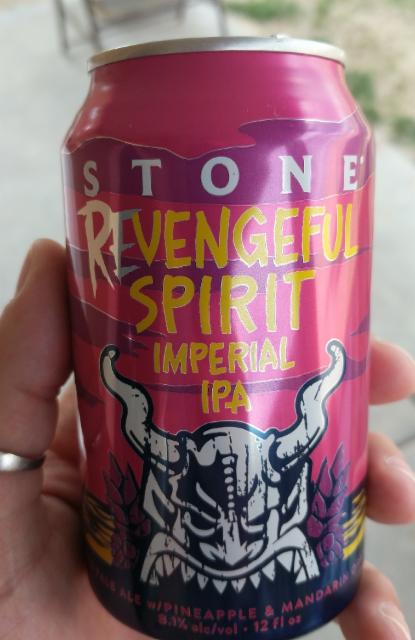 STONE
REVENGEFUL
SPIRIT
IMPERIAL
IPA
ALE w/PINEAPPLE & MANDARIN
8.1% alc/vol • 12 fl oz